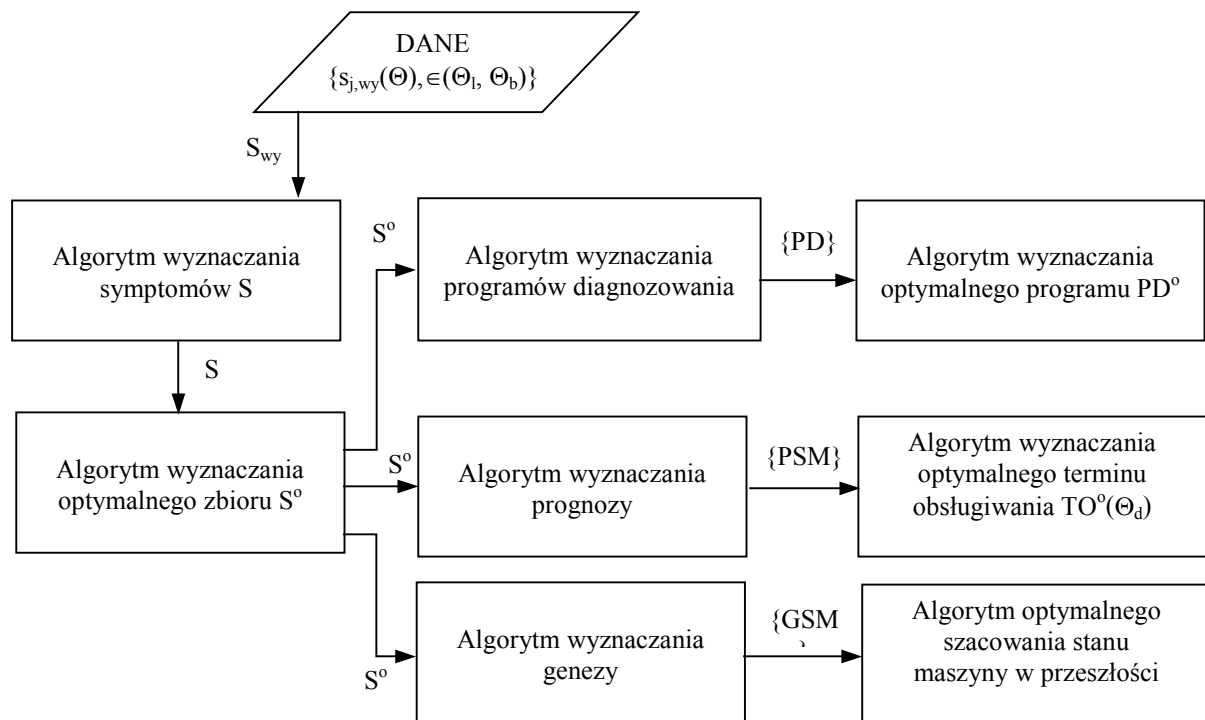 DANE
{s_j,wy(Θ),∈(Θ_l, Θ_b)}
S_wy
Algorytm wyznaczania
symptomów S
S
Algorytm wyznaczania
optymalnego zbioru S^o
S^o
Algorytm wyznaczania
programów diagnozowania
{PD}
Algorytm wyznaczania
optymalnego programu PD^o
S^o
Algorytm wyznaczania
prognozy
{PSM}
Algorytm wyznaczania
optymalnego terminu
obsługiwania TO^o(Θ_d)
S^o
Algorytm wyznaczania
genezy
{GSM
Algorytm optymalnego
szacowania stanu
maszyny w przeszłości